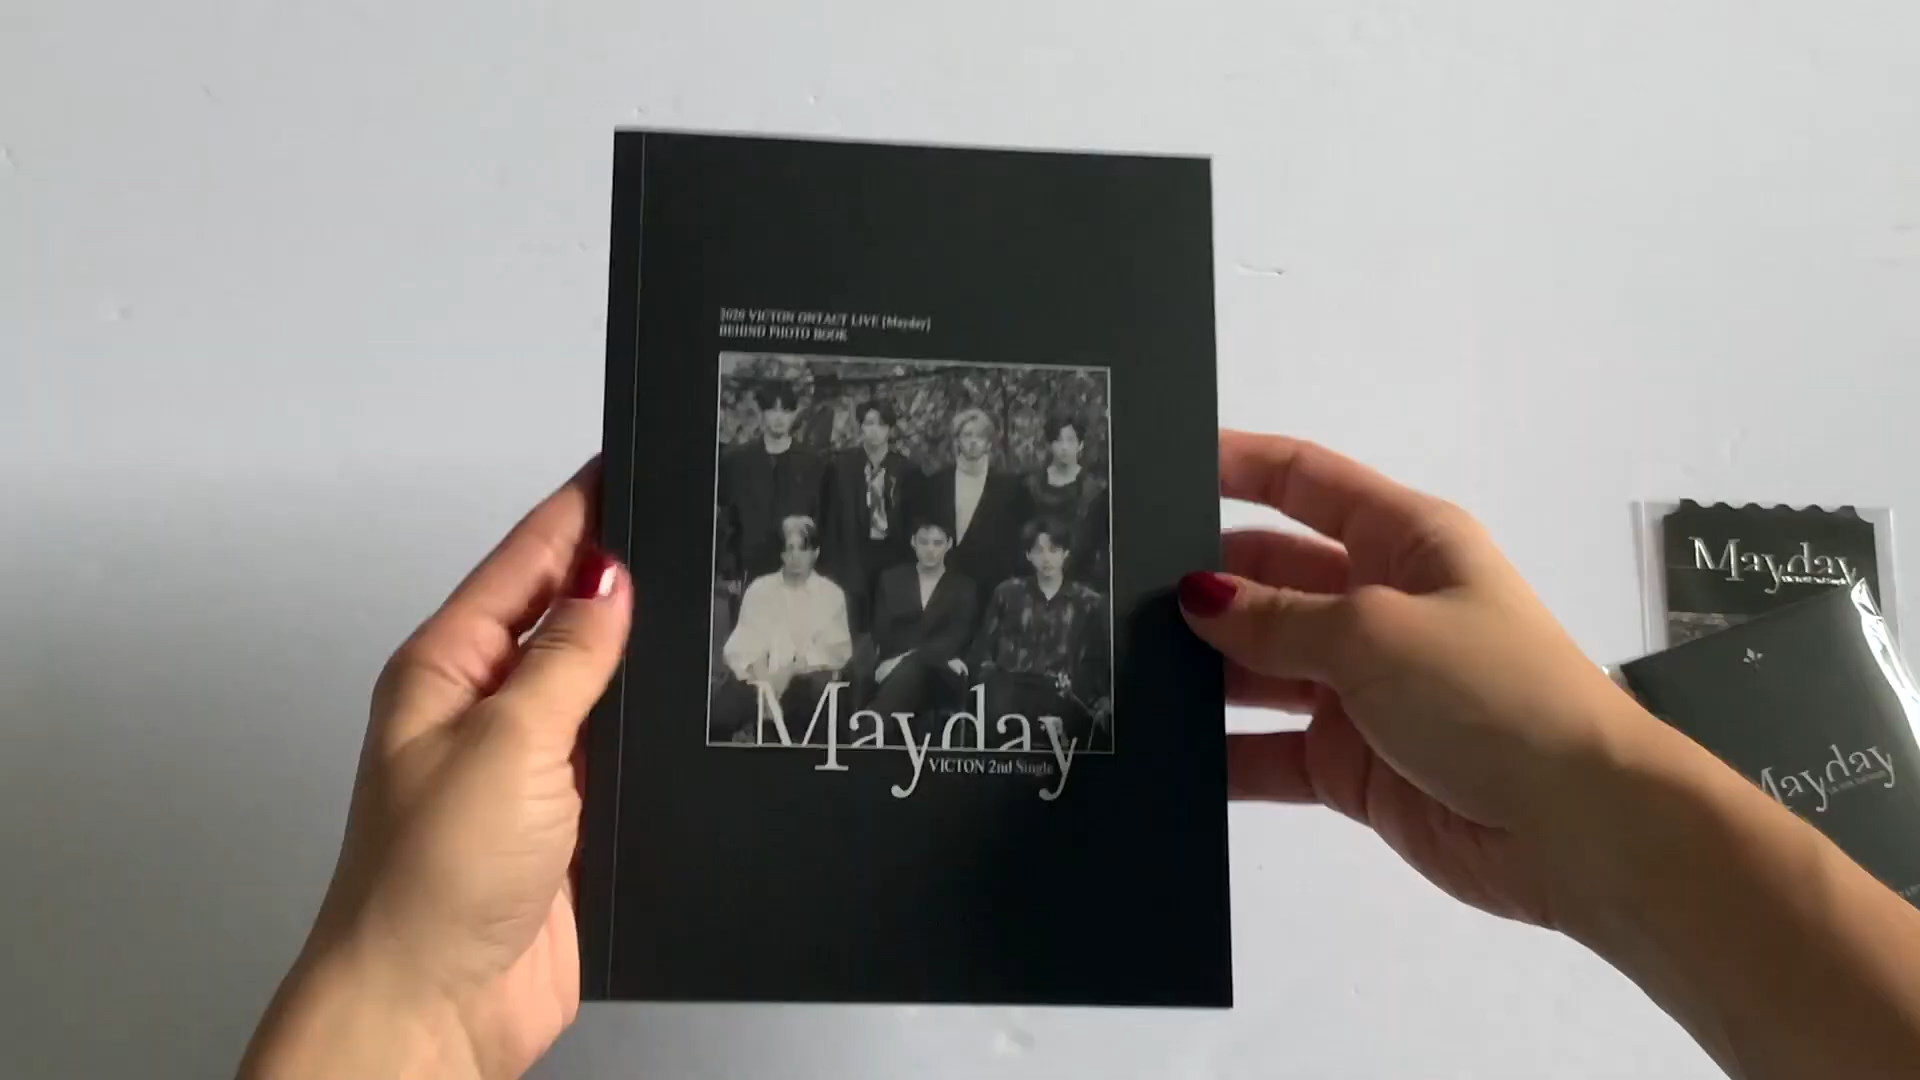 2020 VICTON ONTACT LIVE [Mayday]
BEHIND PHOTO BOOK
Mayday
VICTON 2nd Single
Mayday
Mayday